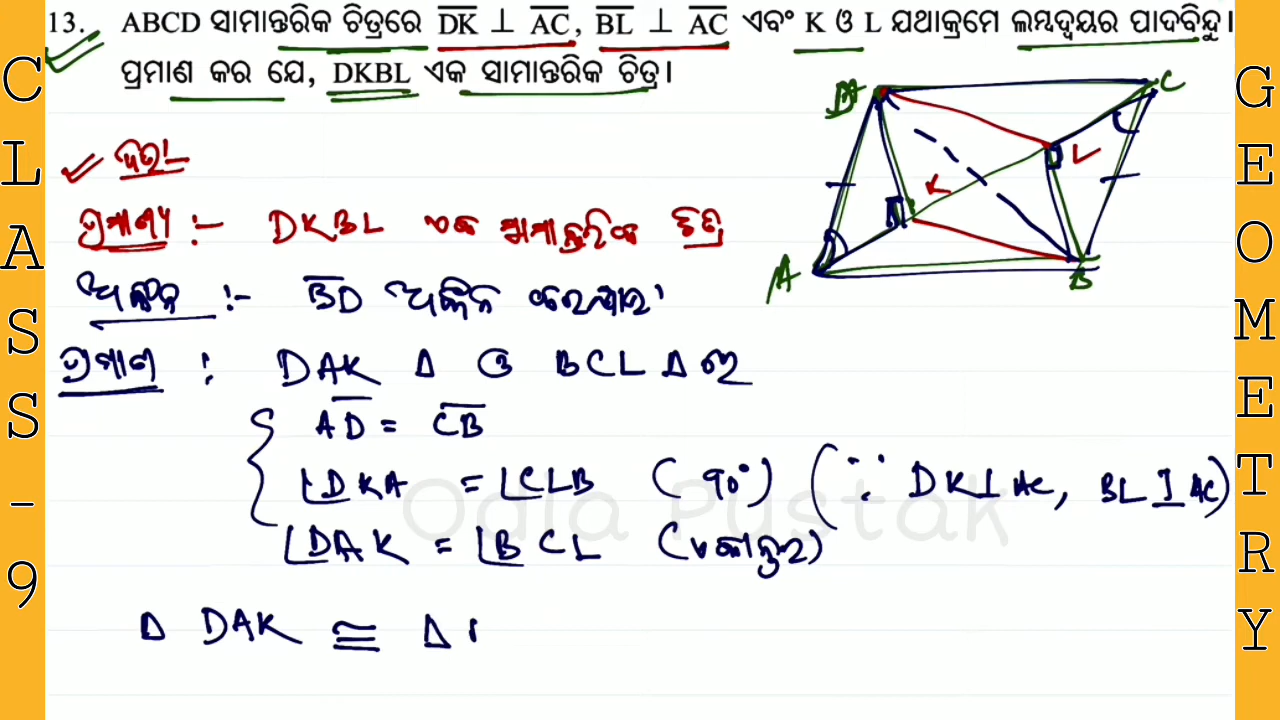 13. ABCD ସାମାନ୍ତରିକ ଚିତ୍ରରେ DK ⊥ AC, BL ⊥ AC ଏବଂ K ଓ L ଯଥାକ୍ରମେ ଲମ୍ବଦ୍ୱୟର ପାଦବିନ୍ଦୁ।
ପ୍ରମାଣ କର ଯେ, DKBL ଏକ ସାମାନ୍ତରିକ ଚିତ୍ର।
D
C
L
K
A
B
ଦତ୍ତ :-
ପ୍ରମାଣ୍ୟ :- DKBL ଏକ ସାମାନ୍ତରିକ ଚିତ୍ର
ଅଙ୍କନ :- BD ଅଙ୍କନ କରାଯାଉ।
ପ୍ରମାଣ : DAK Δ ଓ BCL Δ ରେ
AD = CB
∠DKA = ∠CLB (90°) (∵ DK⊥AC, BL⊥AC)
∠DAK = ∠BCL (ଏକାନ୍ତର)
Δ DAK ≅ Δ
Odia Pustak
CLASS-9
GEOMETRY